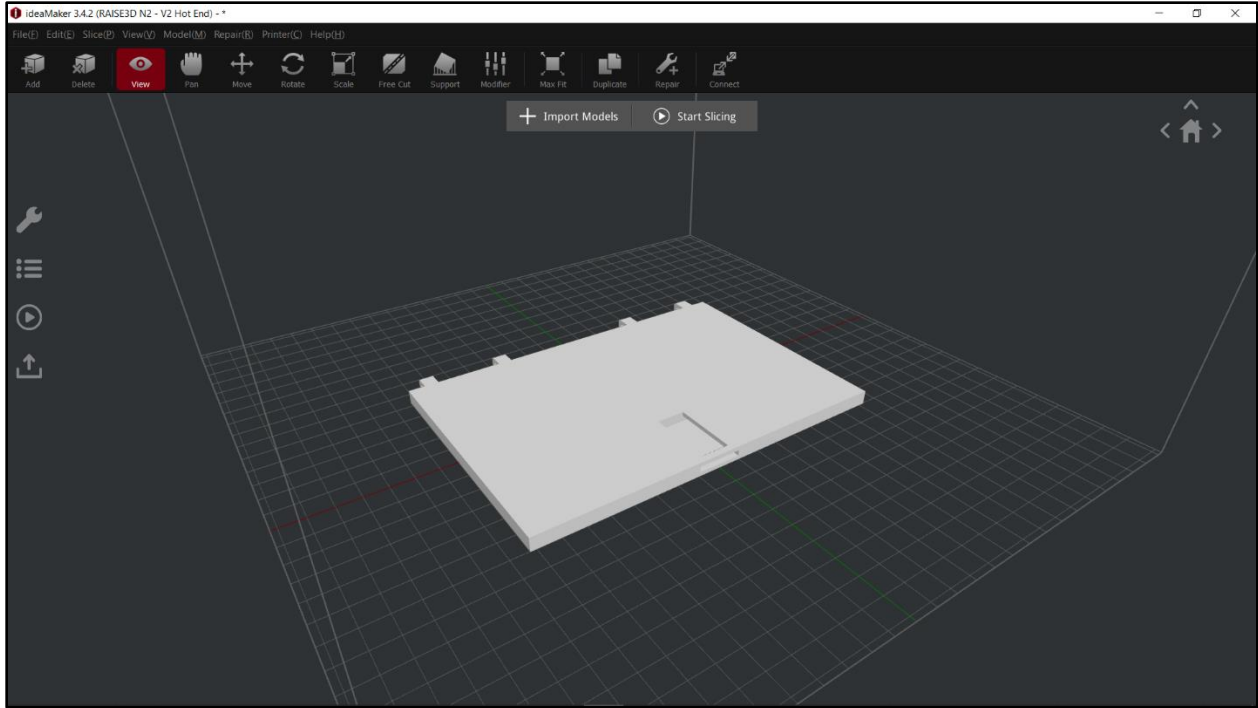 ideaMaker 3.4.2 (RAISE3D N2 - V2 Hot End) - *
File(F) Edit(E) Slice(P) View(V) Model(M) Repair(R) Printer(C) Help(H)
Add Delete View Pan Move Rotate Scale Free Cut Support Modifier Max Fit Duplicate Repair Connect
Import Models Start Slicing